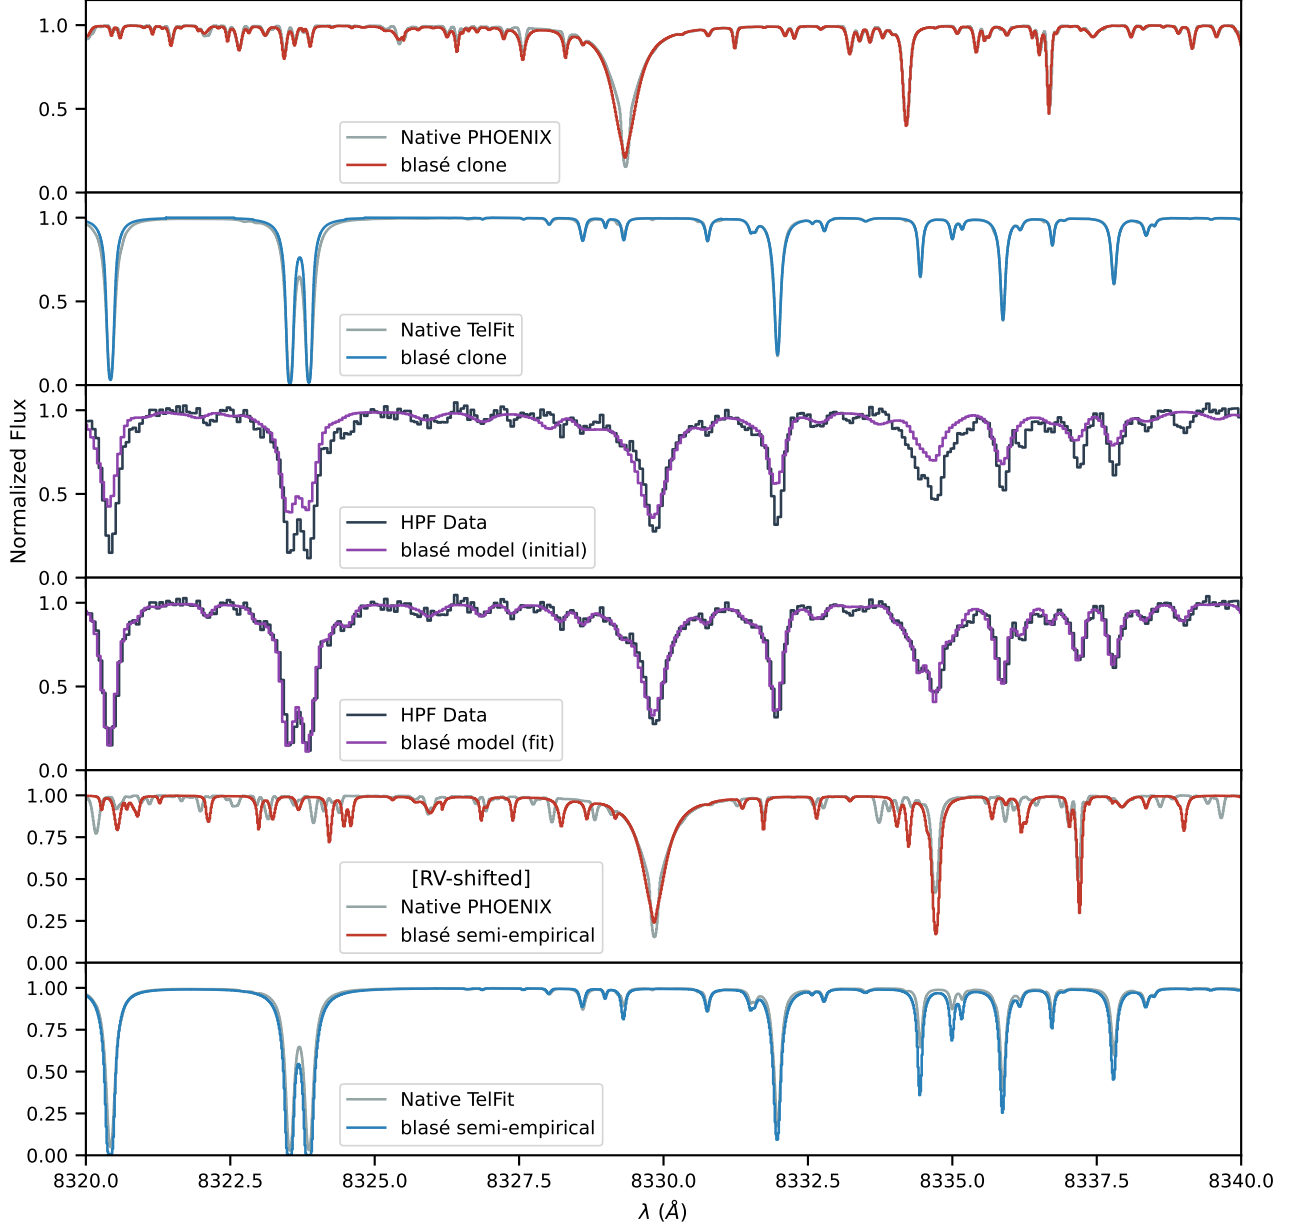 1.0
0.5
0.0
Native PHOENIX
blasé clone
1.0
0.5
0.0
Native TelFit
blasé clone
Normalized Flux
1.0
0.5
0.0
HPF Data
blasé model (initial)
1.0
0.5
0.0
HPF Data
blasé model (fit)
1.00
0.75
0.50
0.25
0.00
[RV-shifted]
Native PHOENIX
blasé semi-empirical
1.00
0.75
0.50
0.25
0.00
Native TelFit
blasé semi-empirical
8320.0 8322.5 8325.0 8327.5 8330.0 8332.5 8335.0 8337.5 8340.0
λ (Å)